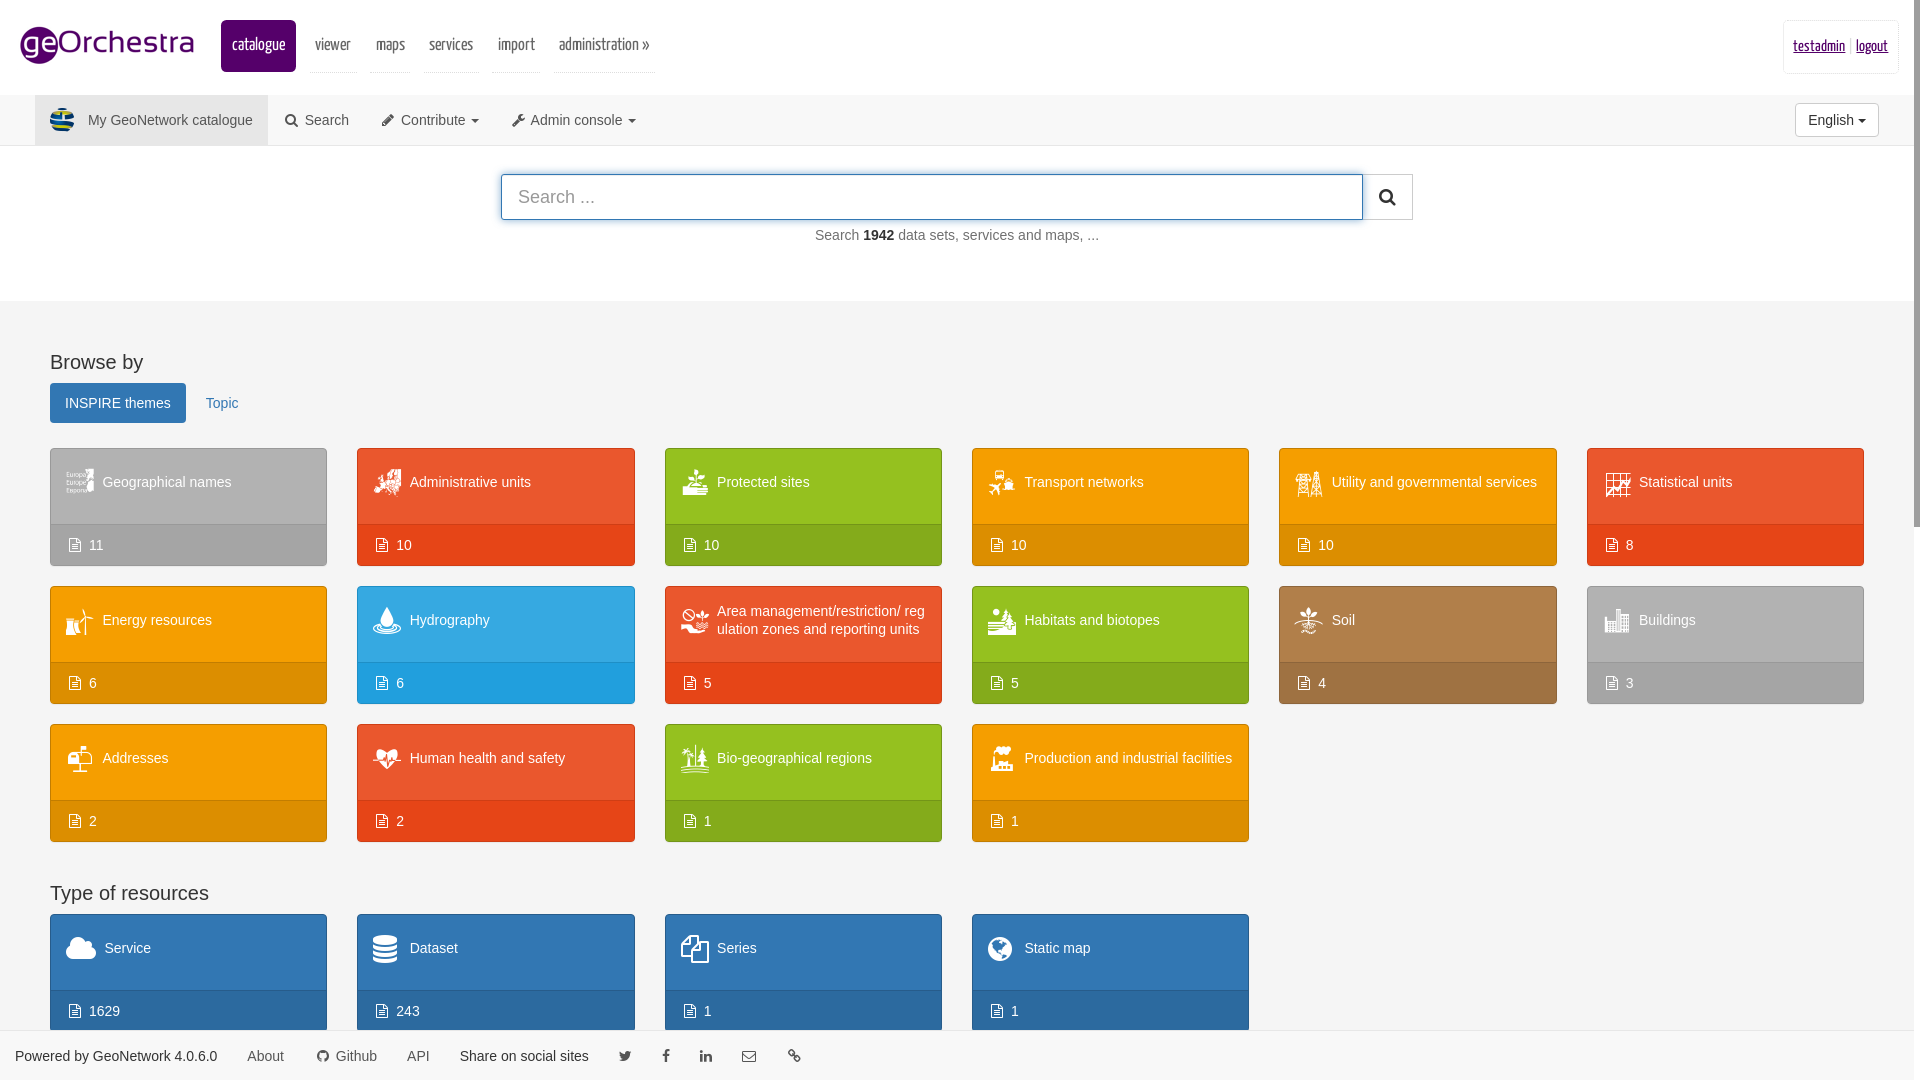 geOrchestra
catalogue
viewer
maps
services
import
administration »
testadmin | logout
My GeoNetwork catalogue
Search
Contribute
Admin console
English
Search ...
Search 1942 data sets, services and maps, ...
Browse by
INSPIRE themes
Topic
Europa
Europe
España
Geographical names
11
Administrative units
10
Protected sites
10
Transport networks
10
Utility and governmental services
10
Statistical units
8
Energy resources
6
Hydrography
6
Area management/restriction/ reg
ulation zones and reporting units
5
Habitats and biotopes
5
Soil
4
Buildings
3
Addresses
2
Human health and safety
2
Bio-geographical regions
1
Production and industrial facilities
1
Type of resources
Service
1629
Dataset
243
Series
1
Static map
1
Powered by GeoNetwork 4.0.6.0
About
Github
API
Share on social sites